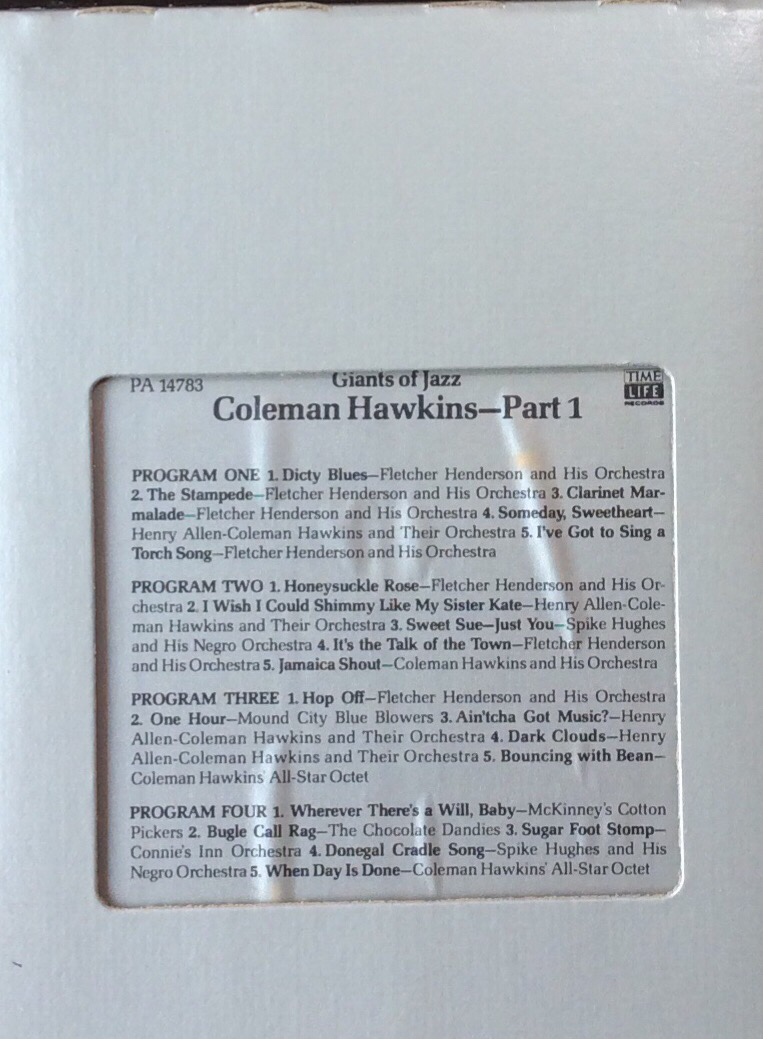 PA 14783
Giants of Jazz
TIME
LIFE
RECORDS
Coleman Hawkins—Part 1
PROGRAM ONE 1. Dicty Blues—Fletcher Henderson and His Orchestra
2. The Stampede—Fletcher Henderson and His Orchestra 3. Clarinet Mar-
malade—Fletcher Henderson and His Orchestra 4. Someday, Sweetheart—
Henry Allen-Coleman Hawkins and Their Orchestra 5. I've Got to Sing a
Torch Song—Fletcher Henderson and His Orchestra
PROGRAM TWO 1. Honeysuckle Rose—Fletcher Henderson and His Or-
chestra 2. I Wish I Could Shimmy Like My Sister Kate—Henry Allen-Cole-
man Hawkins and Their Orchestra 3. Sweet Sue—Just You—Spike Hughes
and His Negro Orchestra 4. It's the Talk of the Town—Fletcher Henderson
and His Orchestra 5. Jamaica Shout—Coleman Hawkins and His Orchestra
PROGRAM THREE 1. Hop Off—Fletcher Henderson and His Orchestra
2. One Hour—Mound City Blue Blowers 3. Ain'tcha Got Music?—Henry
Allen-Coleman Hawkins and Their Orchestra 4. Dark Clouds—Henry
Allen-Coleman Hawkins and Their Orchestra 5. Bouncing with Bean—
Coleman Hawkins' All-Star Octet
PROGRAM FOUR 1. Wherever There's a Will, Baby—McKinney's Cotton
Pickers 2. Bugle Call Rag—The Chocolate Dandies 3. Sugar Foot Stomp—
Connie's Inn Orchestra 4. Donegal Cradle Song—Spike Hughes and His
Negro Orchestra 5. When Day Is Done—Coleman Hawkins' All-Star Octet